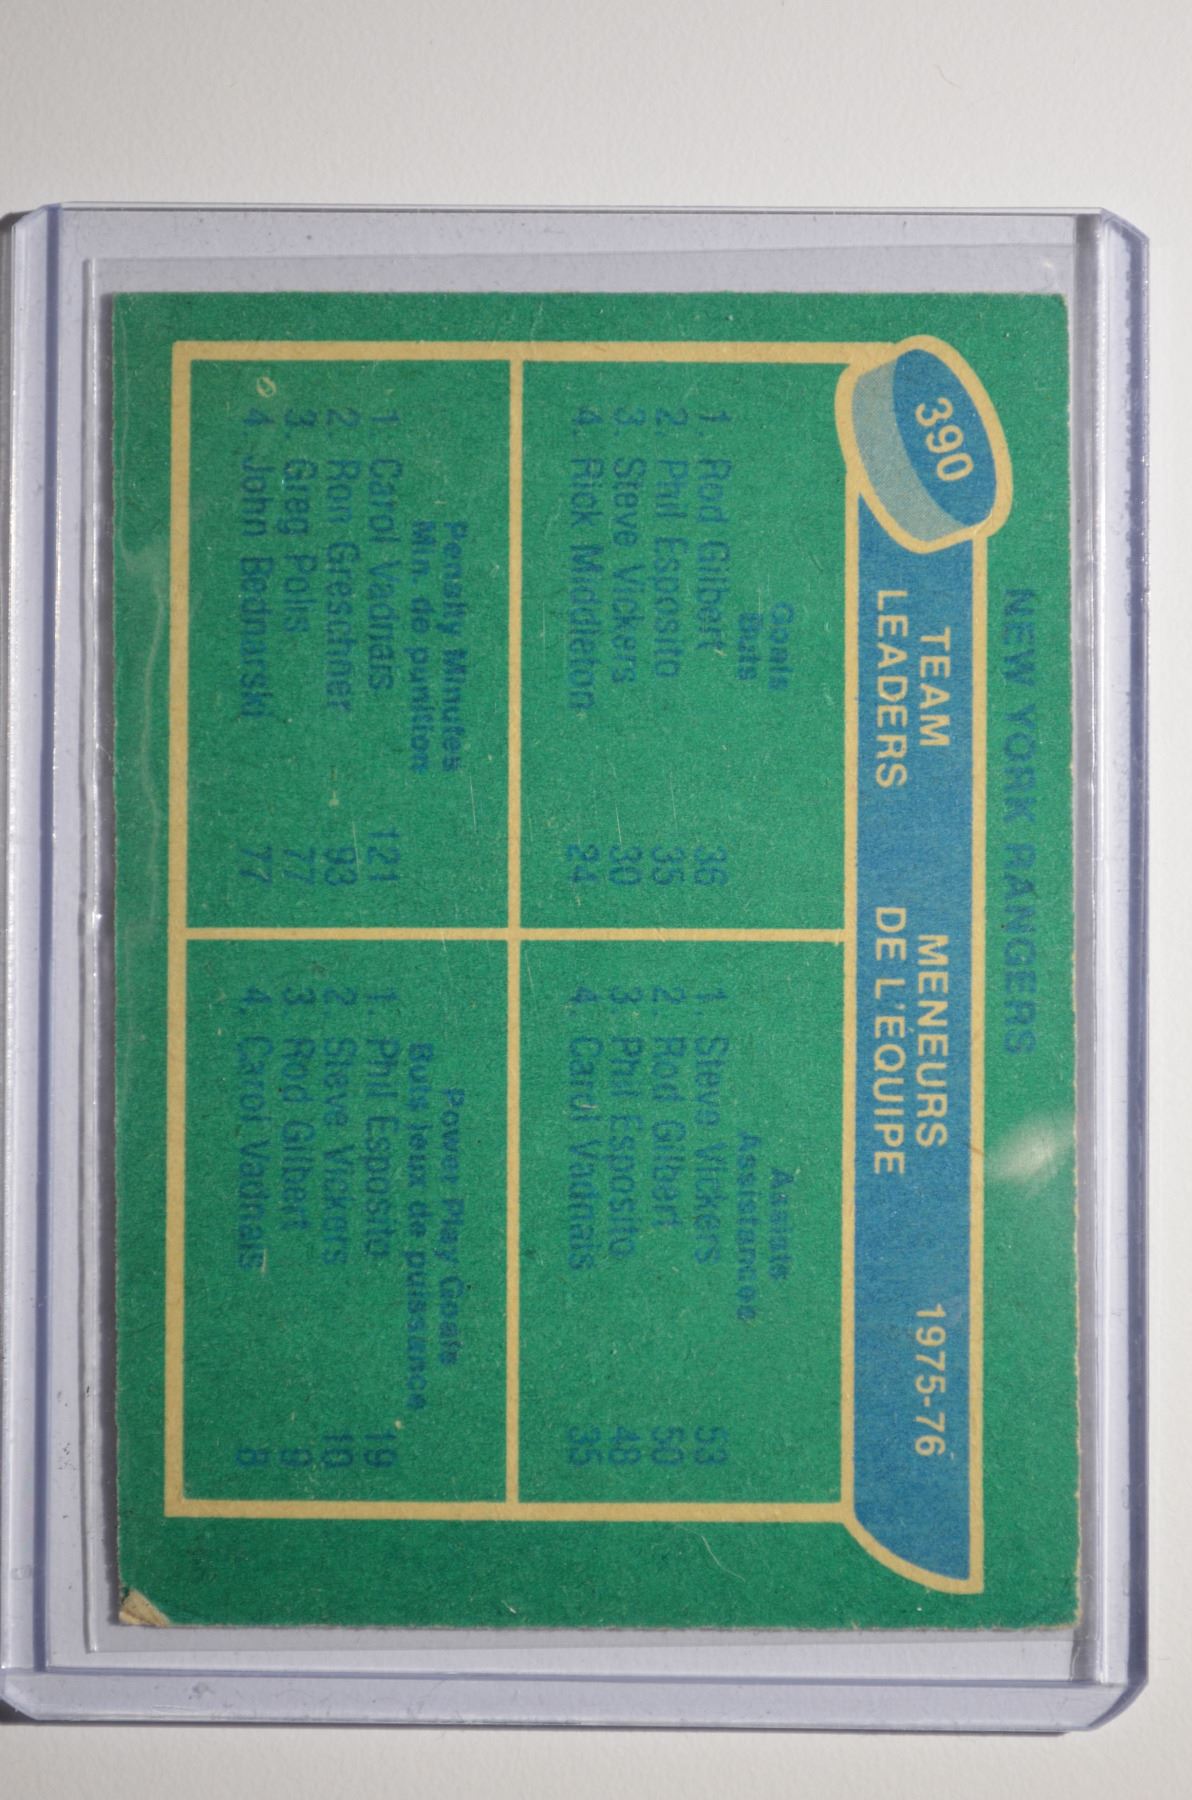 NEW YORK RANGERS
390
TEAM
LEADERS
MENEURS
DE L'ÉQUIPE
1975-76
Goals
Buts
1. Rod Gilbert 36
2. Phil Esposito 35
3. Steve Vickers 30
4. Rick Middleton 24
Assists
Assistances
1. Steve Vickers 53
2. Rod Gilbert 50
3. Phil Esposito 48
4. Carol Vadnais 35
Penalty Minutes
Min. de punition
1. Carol Vadnais 121
2. Ron Greschner 93
3. Greg Polis 77
4. John Bednarski 77
Power Play Goals
Buts jeux de puissance
1. Phil Esposito 19
2. Steve Vickers 10
3. Rod Gilbert 9
4. Carol Vadnais 8